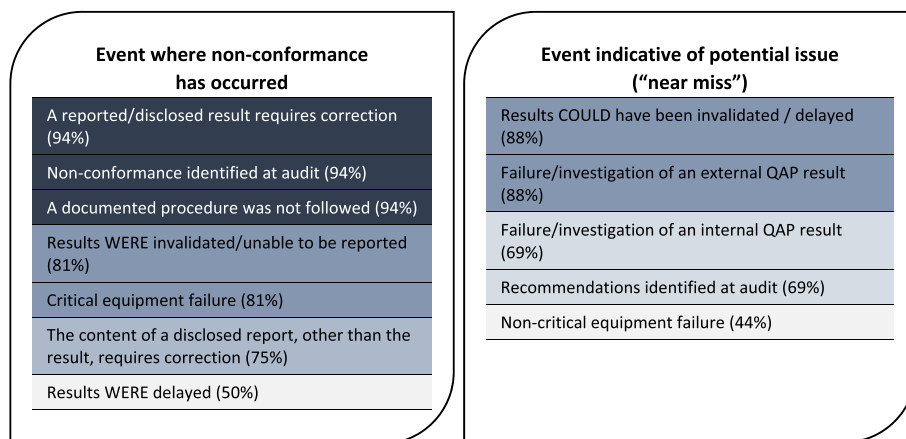 Event where non-conformance
has occurred
A reported/disclosed result requires correction
(94%)
Non-conformance identified at audit (94%)
A documented procedure was not followed (94%)
Results WERE invalidated/unable to be reported
(81%)
Critical equipment failure (81%)
The content of a disclosed report, other than the
result, requires correction (75%)
Results WERE delayed (50%)
Event indicative of potential issue
(“near miss”)
Results COULD have been invalidated / delayed
(88%)
Failure/investigation of an external QAP result
(88%)
Failure/investigation of an internal QAP result
(69%)
Recommendations identified at audit (69%)
Non-critical equipment failure (44%)